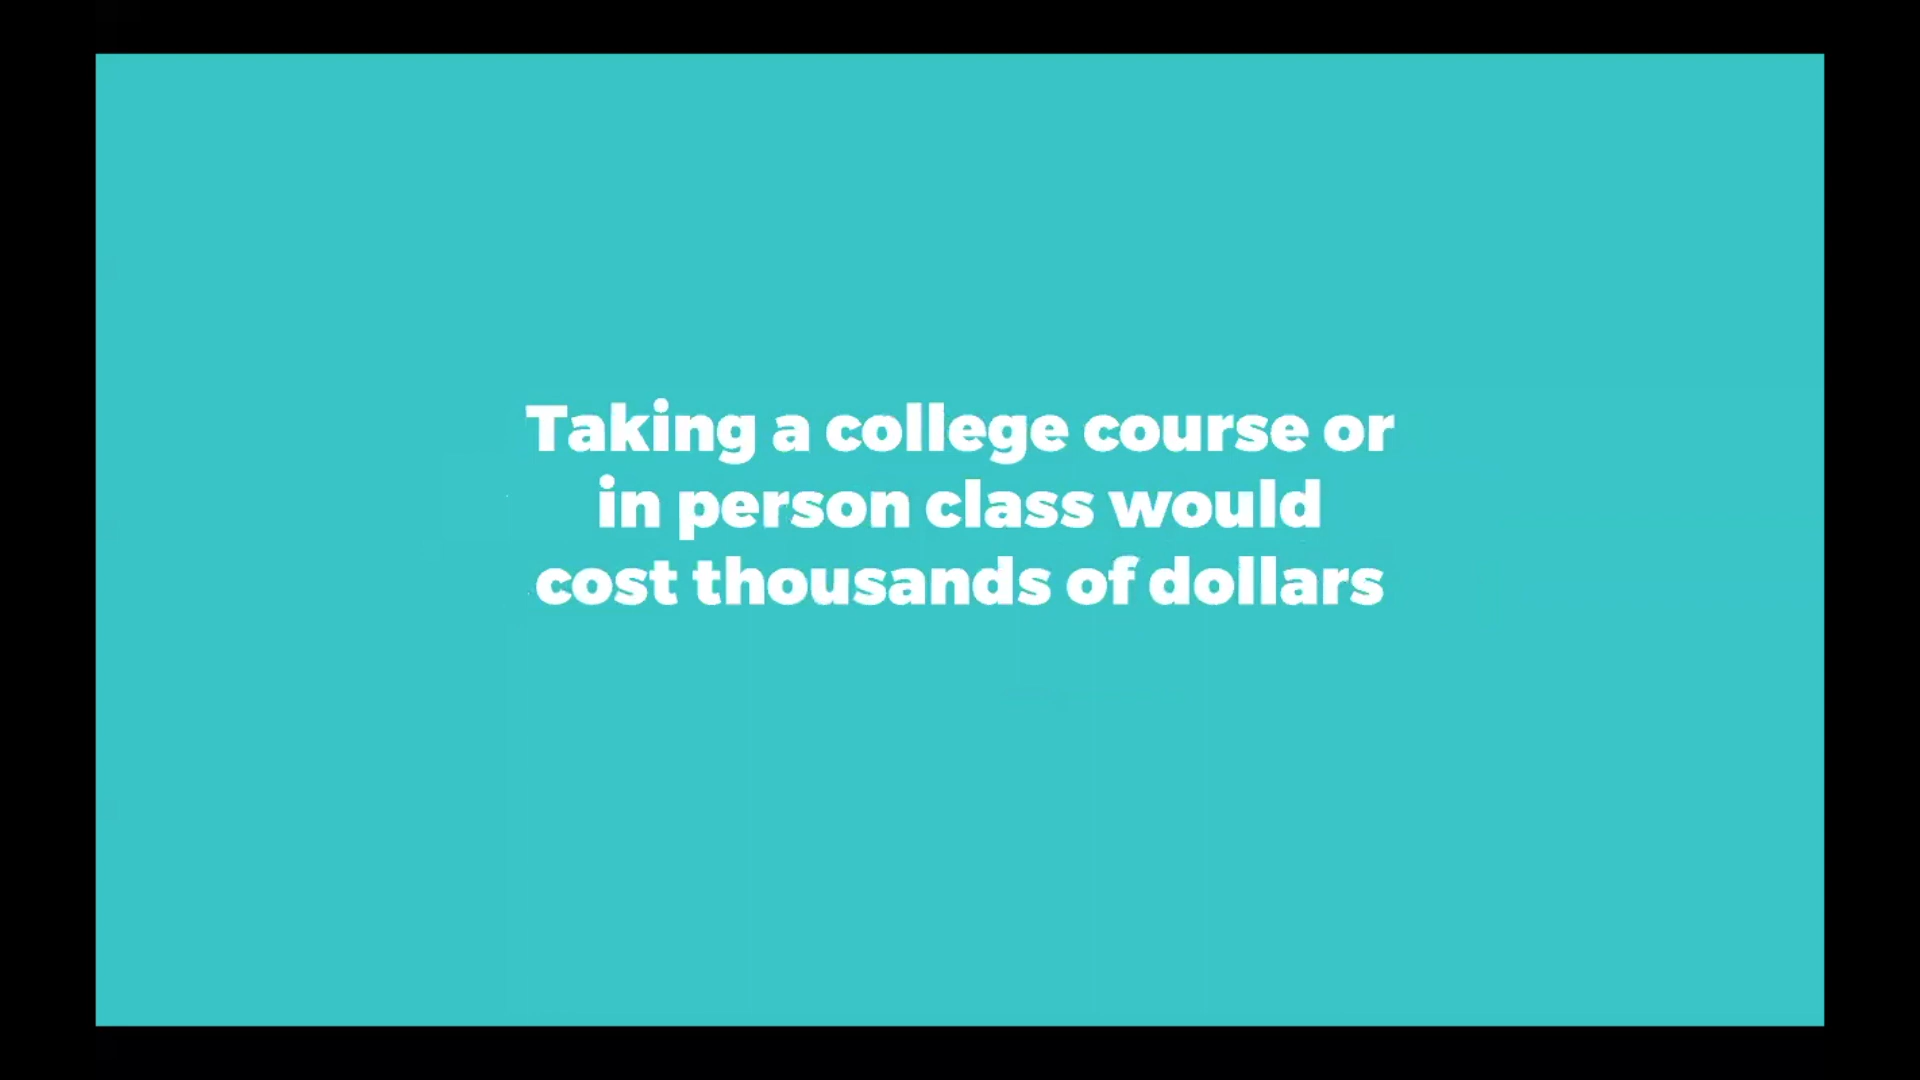 Taking a college course or
in person class would
cost thousands of dollars